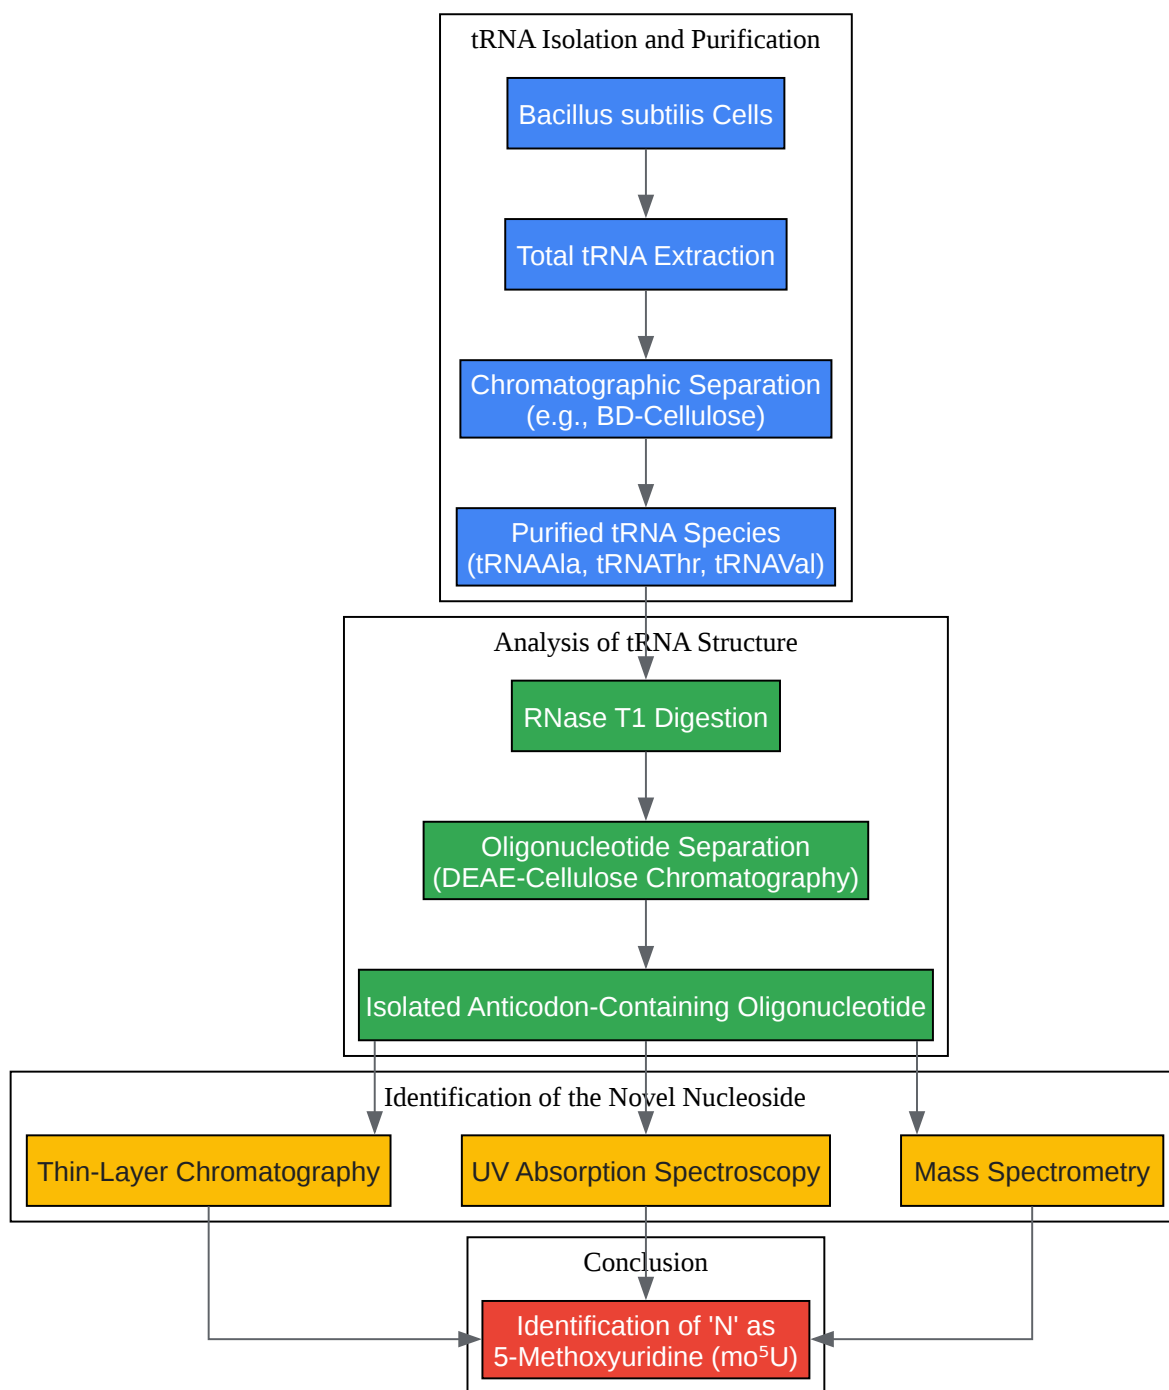 tRNA Isolation and Purification
Bacillus subtilis Cells
Total tRNA Extraction
Chromatographic Separation
(e.g., BD-Cellulose)
Purified tRNA Species
(tRNAAla, tRNAThr, tRNAVal)
Analysis of tRNA Structure
RNase T1 Digestion
Oligonucleotide Separation
(DEAE-Cellulose Chromatography)
Isolated Anticodon-Containing Oligonucleotide
Identification of the Novel Nucleoside
Thin-Layer Chromatography
UV Absorption Spectroscopy
Mass Spectrometry
Conclusion
Identification of 'N' as
5-Methoxyuridine (mo⁵U)